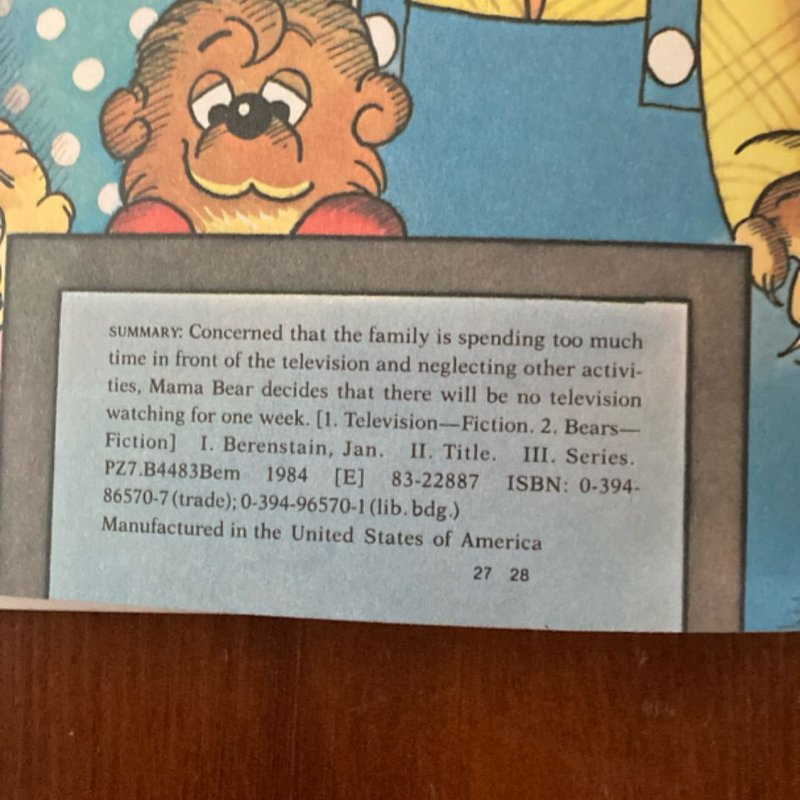 SUMMARY: Concerned that the family is spending too much
time in front of the television and neglecting other activi-
ties, Mama Bear decides that there will be no television
watching for one week. [1. Television—Fiction. 2. Bears—
Fiction] I. Berenstain, Jan. II. Title. III. Series.
PZ7.B4483Bem 1984 [E] 83-22887 ISBN: 0-394-
86570-7 (trade); 0-394-96570-1 (lib. bdg.)
Manufactured in the United States of America
27 28